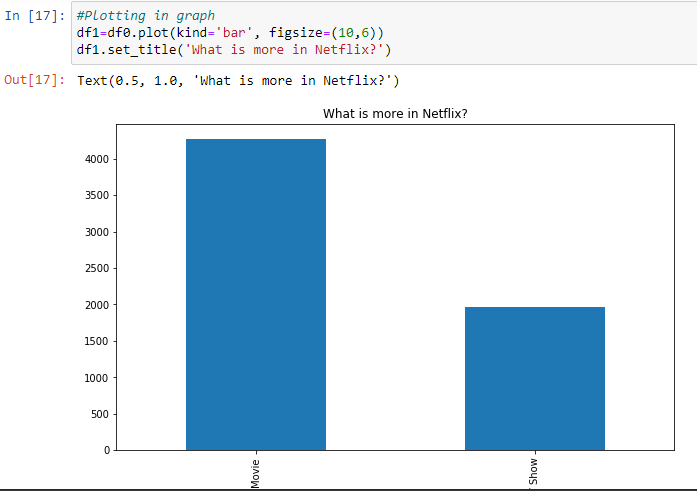 In [17]: #Plotting in graph
df1=df0.plot(kind='bar', figsize=(10,6))
df1.set_title('What is more in Netflix?')
Out[17]: Text(0.5, 1.0, 'What is more in Netflix?')
What is more in Netflix?
4000
3500
3000
2500
2000
1500
1000
500
0
Movie
Show